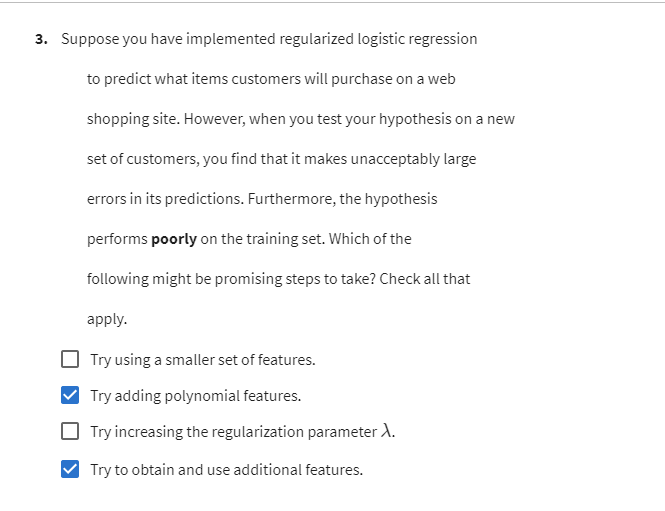 3. Suppose you have implemented regularized logistic regression
to predict what items customers will purchase on a web
shopping site. However, when you test your hypothesis on a new
set of customers, you find that it makes unacceptably large
errors in its predictions. Furthermore, the hypothesis
performs poorly on the training set. Which of the
following might be promising steps to take? Check all that
apply.
Try using a smaller set of features.
Try adding polynomial features.
Try increasing the regularization parameter λ.
Try to obtain and use additional features.